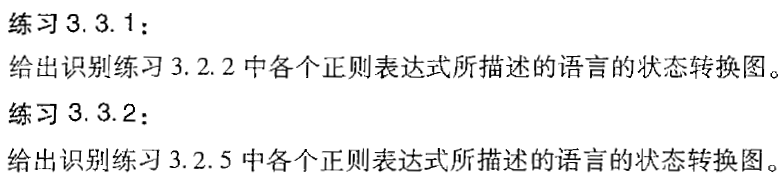 练习 3.3.1：
给出识别练习 3.2.2 中各个正则表达式所描述的语言的状态转换图。
练习 3.3.2：
给出识别练习 3.2.5 中各个正则表达式所描述的语言的状态转换图。